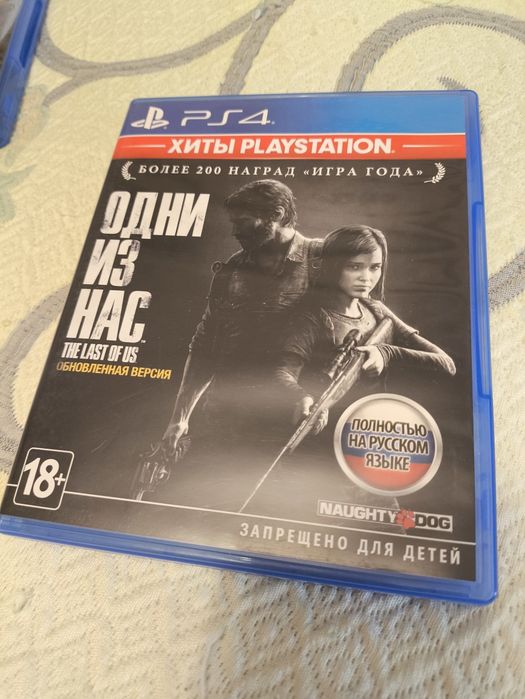 PS4
ХИТЫ PLAYSTATION
БОЛЕЕ 200 НАГРАД «ИГРА ГОДА»
ОДНИ
ИЗ
НАС
THE LAST OF US
ОБНОВЛЕННАЯ ВЕРСИЯ
ПОЛНОСТЬЮ
НА РУССКОМ
ЯЗЫКЕ
18+
NAUGHTY DOG
ЗАПРЕЩЕНО ДЛЯ ДЕТЕЙ